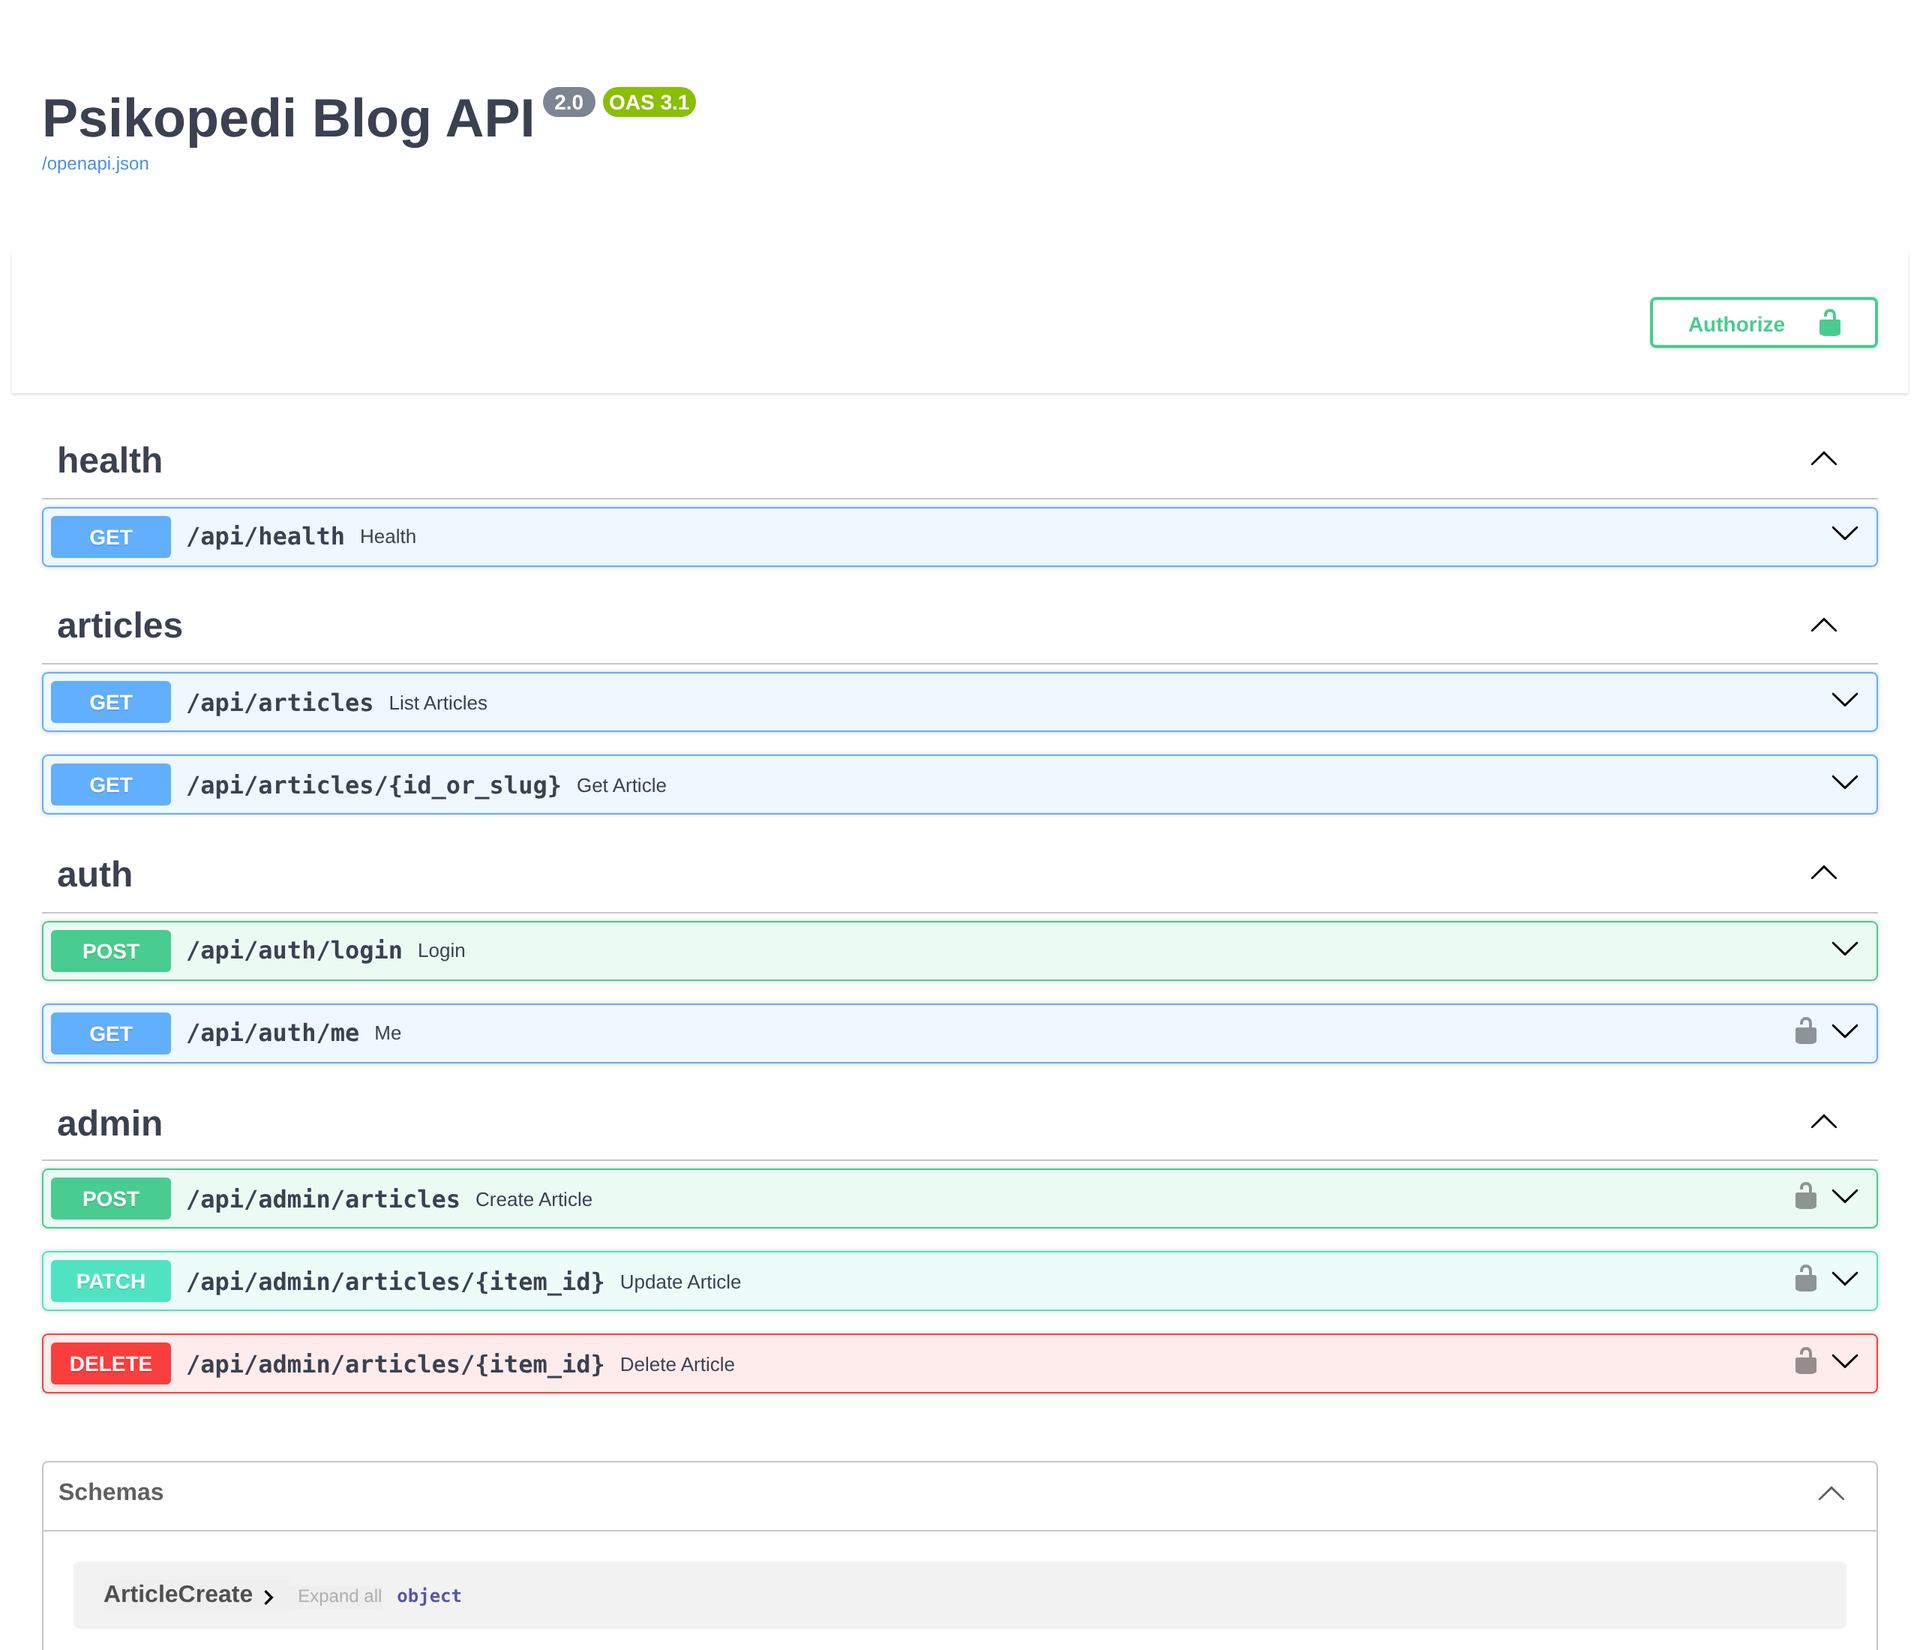 Psikopedi Blog API 2.0 OAS 3.1
/openapi.json
Authorize
health
GET /api/health Health
articles
GET /api/articles List Articles
GET /api/articles/{id_or_slug} Get Article
auth
POST /api/auth/login Login
GET /api/auth/me Me
admin
POST /api/admin/articles Create Article
PATCH /api/admin/articles/{item_id} Update Article
DELETE /api/admin/articles/{item_id} Delete Article
Schemas
ArticleCreate Expand all object